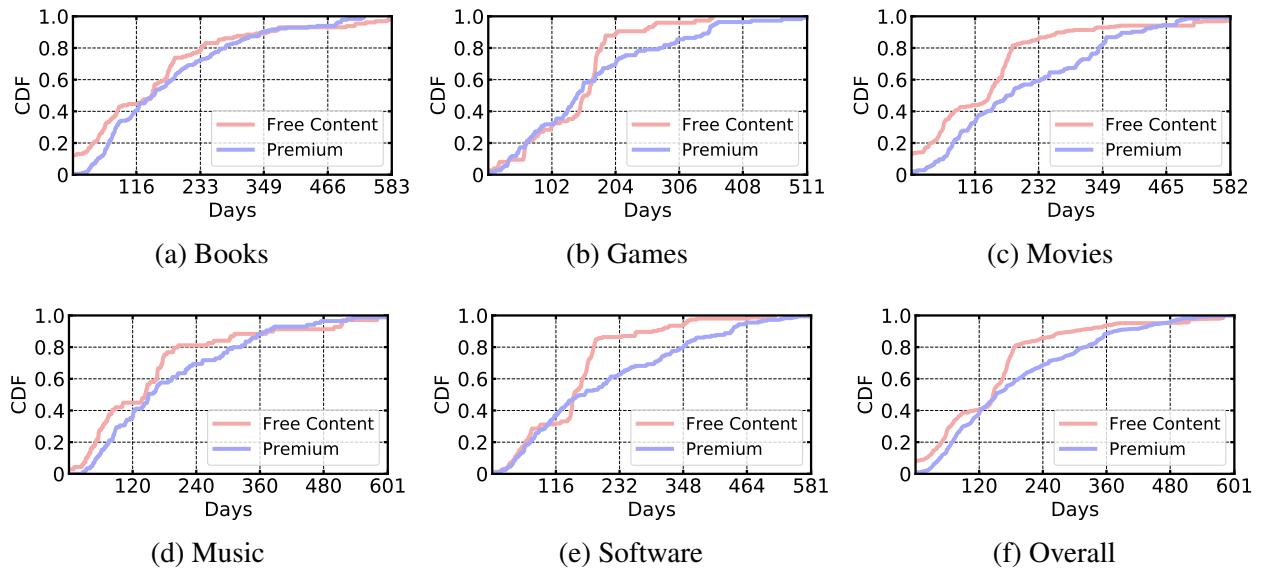 1.0
0.8
0.6
0.4
0.2
0
CDF
Free Content
Premium
116 233 349 466 583
Days
(a) Books
1.0
0.8
0.6
0.4
0.2
0
CDF
Free Content
Premium
102 204 306 408 511
Days
(b) Games
1.0
0.8
0.6
0.4
0.2
0
CDF
Free Content
Premium
116 232 349 465 582
Days
(c) Movies
1.0
0.8
0.6
0.4
0.2
0
CDF
Free Content
Premium
120 240 360 480 601
Days
(d) Music
1.0
0.8
0.6
0.4
0.2
0
CDF
Free Content
Premium
116 232 348 464 581
Days
(e) Software
1.0
0.8
0.6
0.4
0.2
0
CDF
Free Content
Premium
120 240 360 480 601
Days
(f) Overall